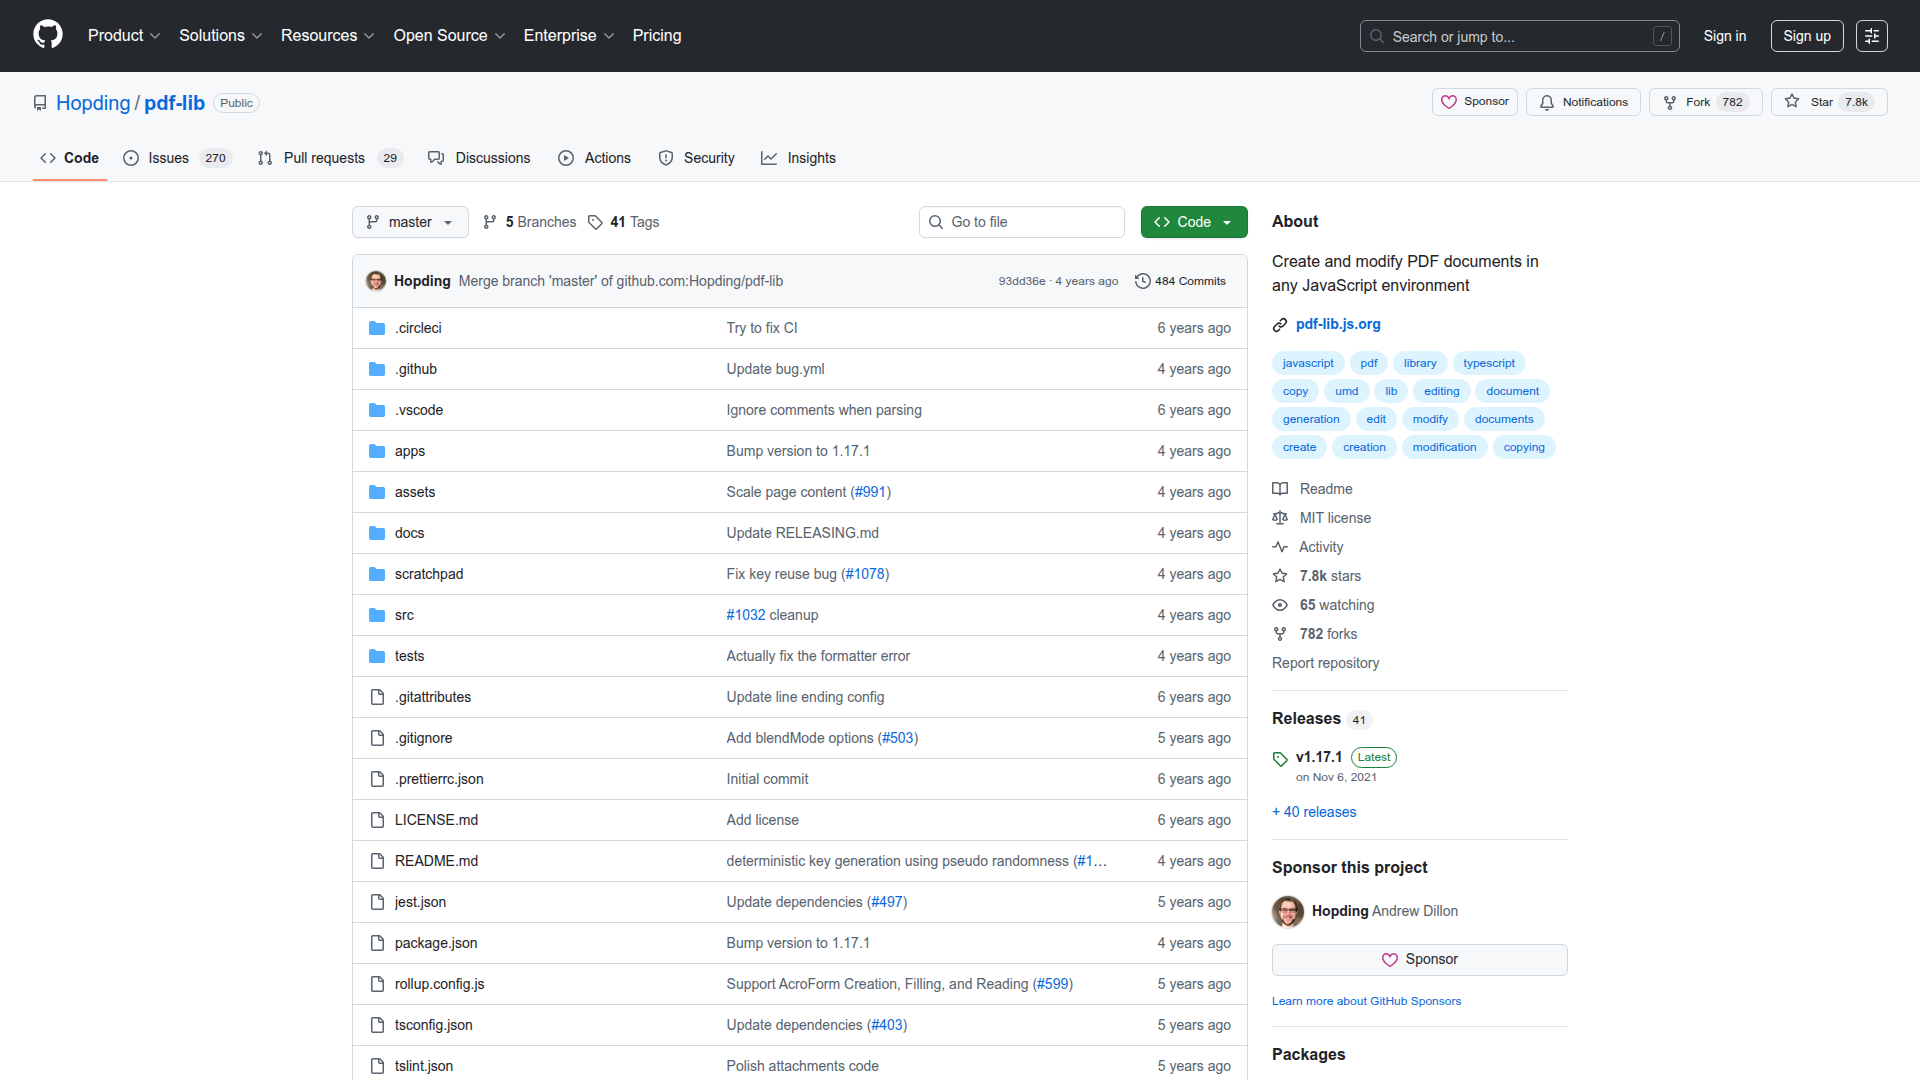 Product Solutions Resources Open Source Enterprise Pricing Search or jump to... / Sign in Sign up
Hopding / pdf-lib Public Sponsor Notifications Fork 782 Star 7.8k
Code Issues 270 Pull requests 29 Discussions Actions Security Insights
master 5 Branches 41 Tags Go to file Code
Hopding Merge branch 'master' of github.com:Hopding/pdf-lib 93dd36e · 4 years ago 484 Commits
.circleci Try to fix CI 6 years ago
.github Update bug.yml 4 years ago
.vscode Ignore comments when parsing 6 years ago
apps Bump version to 1.17.1 4 years ago
assets Scale page content (#991) 4 years ago
docs Update RELEASING.md 4 years ago
scratchpad Fix key reuse bug (#1078) 4 years ago
src #1032 cleanup 4 years ago
tests Actually fix the formatter error 4 years ago
.gitattributes Update line ending config 6 years ago
.gitignore Add blendMode options (#503) 5 years ago
.prettierrc.json Initial commit 6 years ago
LICENSE.md Add license 6 years ago
README.md deterministic key generation using pseudo randomness (#1… 4 years ago
jest.json Update dependencies (#497) 5 years ago
package.json Bump version to 1.17.1 4 years ago
rollup.config.js Support AcroForm Creation, Filling, and Reading (#599) 5 years ago
tsconfig.json Update dependencies (#403) 5 years ago
tslint.json Polish attachments code 5 years ago
About
Create and modify PDF documents in
any JavaScript environment
pdf-lib.js.org
javascript pdf library typescript
copy umd lib editing document
generation edit modify documents
create creation modification copying
Readme
MIT license
Activity
7.8k stars
65 watching
782 forks
Report repository
Releases 41
v1.17.1 Latest
on Nov 6, 2021
+ 40 releases
Sponsor this project
Hopding Andrew Dillon
Sponsor
Learn more about GitHub Sponsors
Packages